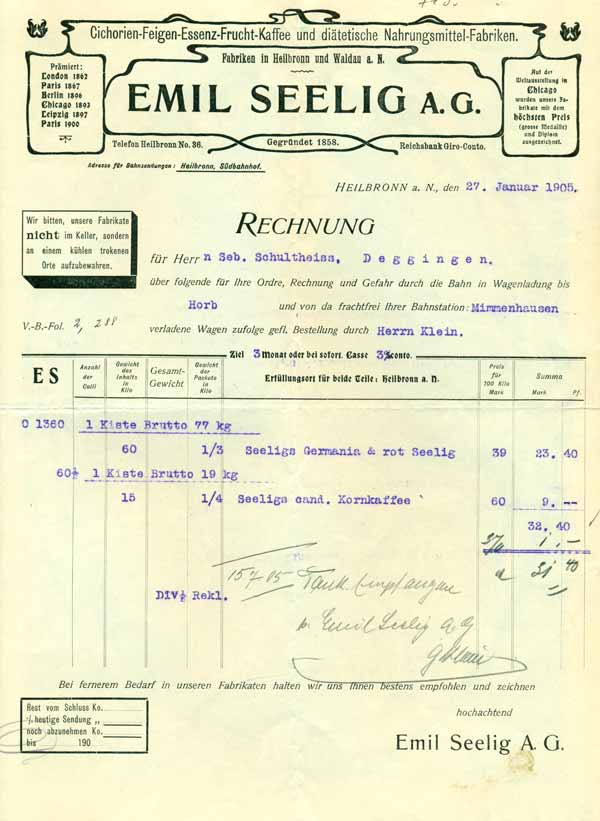 Cichorien-Feigen-Essenz-Frucht-Kaffee und diätetische Nahrungsmittel-Fabriken.
Prämiert:
London 1862
Paris 1867
Berlin 1896
Chicago 1893
Leipzig 1897
Paris 1900
Fabriken in Heilbronn und Waldau a. N.
EMIL SEELIG A.G.
Gegründet 1858.
Telefon Heilbronn No. 36.
Reichsbank Giro-Conto.
Auf der
Weltausstellung in
Chicago
wurden unsere Fa-
brikate mit dem
höchsten Preis
(grosse Medaille)
und Diplom
ausgezeichnet.
Adresse für Bahnsendungen: Heilbronn, Südbahnhof.
HEILBRONN a. N., den 27. Januar 1905.
Wir bitten, unsere Fabrikate
nicht im Keller, sondern
an einem kühlen trokenen
Orte aufzubewahren.
RECHNUNG
für Herrn Seb. Schultheiss, Deggingen.
über folgende für Ihre Ordre, Rechnung und Gefahr durch die Bahn in Wagenladung bis
Horb und von da frachtfrei Ihrer Bahnstation: Mimmenhausen
V.-B.-Fol. 2, 288 verladene Wagen zufolge gefl. Bestellung durch Herrn Klein.
Ziel 3 Monat oder bei sofort. Casse 3% Sconto.
ES
Anzahl der Colli
Gewicht des Inhalts in Kilo
Gesamt-Gewicht
Gewicht der Packete in Kilo
Erfüllungsort für beide Teile: Heilbronn a. N.
Preis für 100 Kilo Mark
Summa Mark Pf.
O 1360 1 Kiste Brutto 77 kg
60 1/3 Seeligs Germania & rot Seelig 39 23. 40
60½ 1 Kiste Brutto 19 kg
15 1/4 Seeligs cand. Kornkaffee 60 9. --
32. 40
3% 1.-
31 40
15 7 05 Dank. Empfangen
DIV½ Rekl.
p. Emil Seelig A G
Bei fernerem Bedarf in unseren Fabrikaten halten wir uns Ihnen bestens empfohlen und zeichnen
hochachtend
Emil Seelig A. G.
Rest vom Schluss Ko.
./. heutige Sendung „
noch abzunehmen Ko.
bis 190